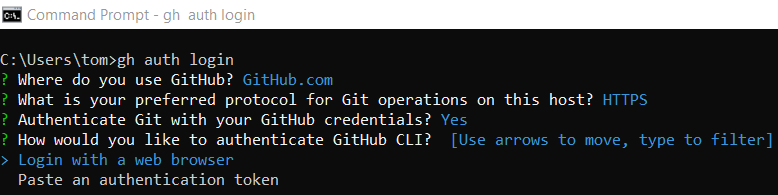 Command Prompt - gh  auth login
C:\Users\tom>gh auth login
? Where do you use GitHub? GitHub.com
? What is your preferred protocol for Git operations on this host? HTTPS
? Authenticate Git with your GitHub credentials? Yes
? How would you like to authenticate GitHub CLI?  [Use arrows to move, type to filter]
> Login with a web browser
  Paste an authentication token